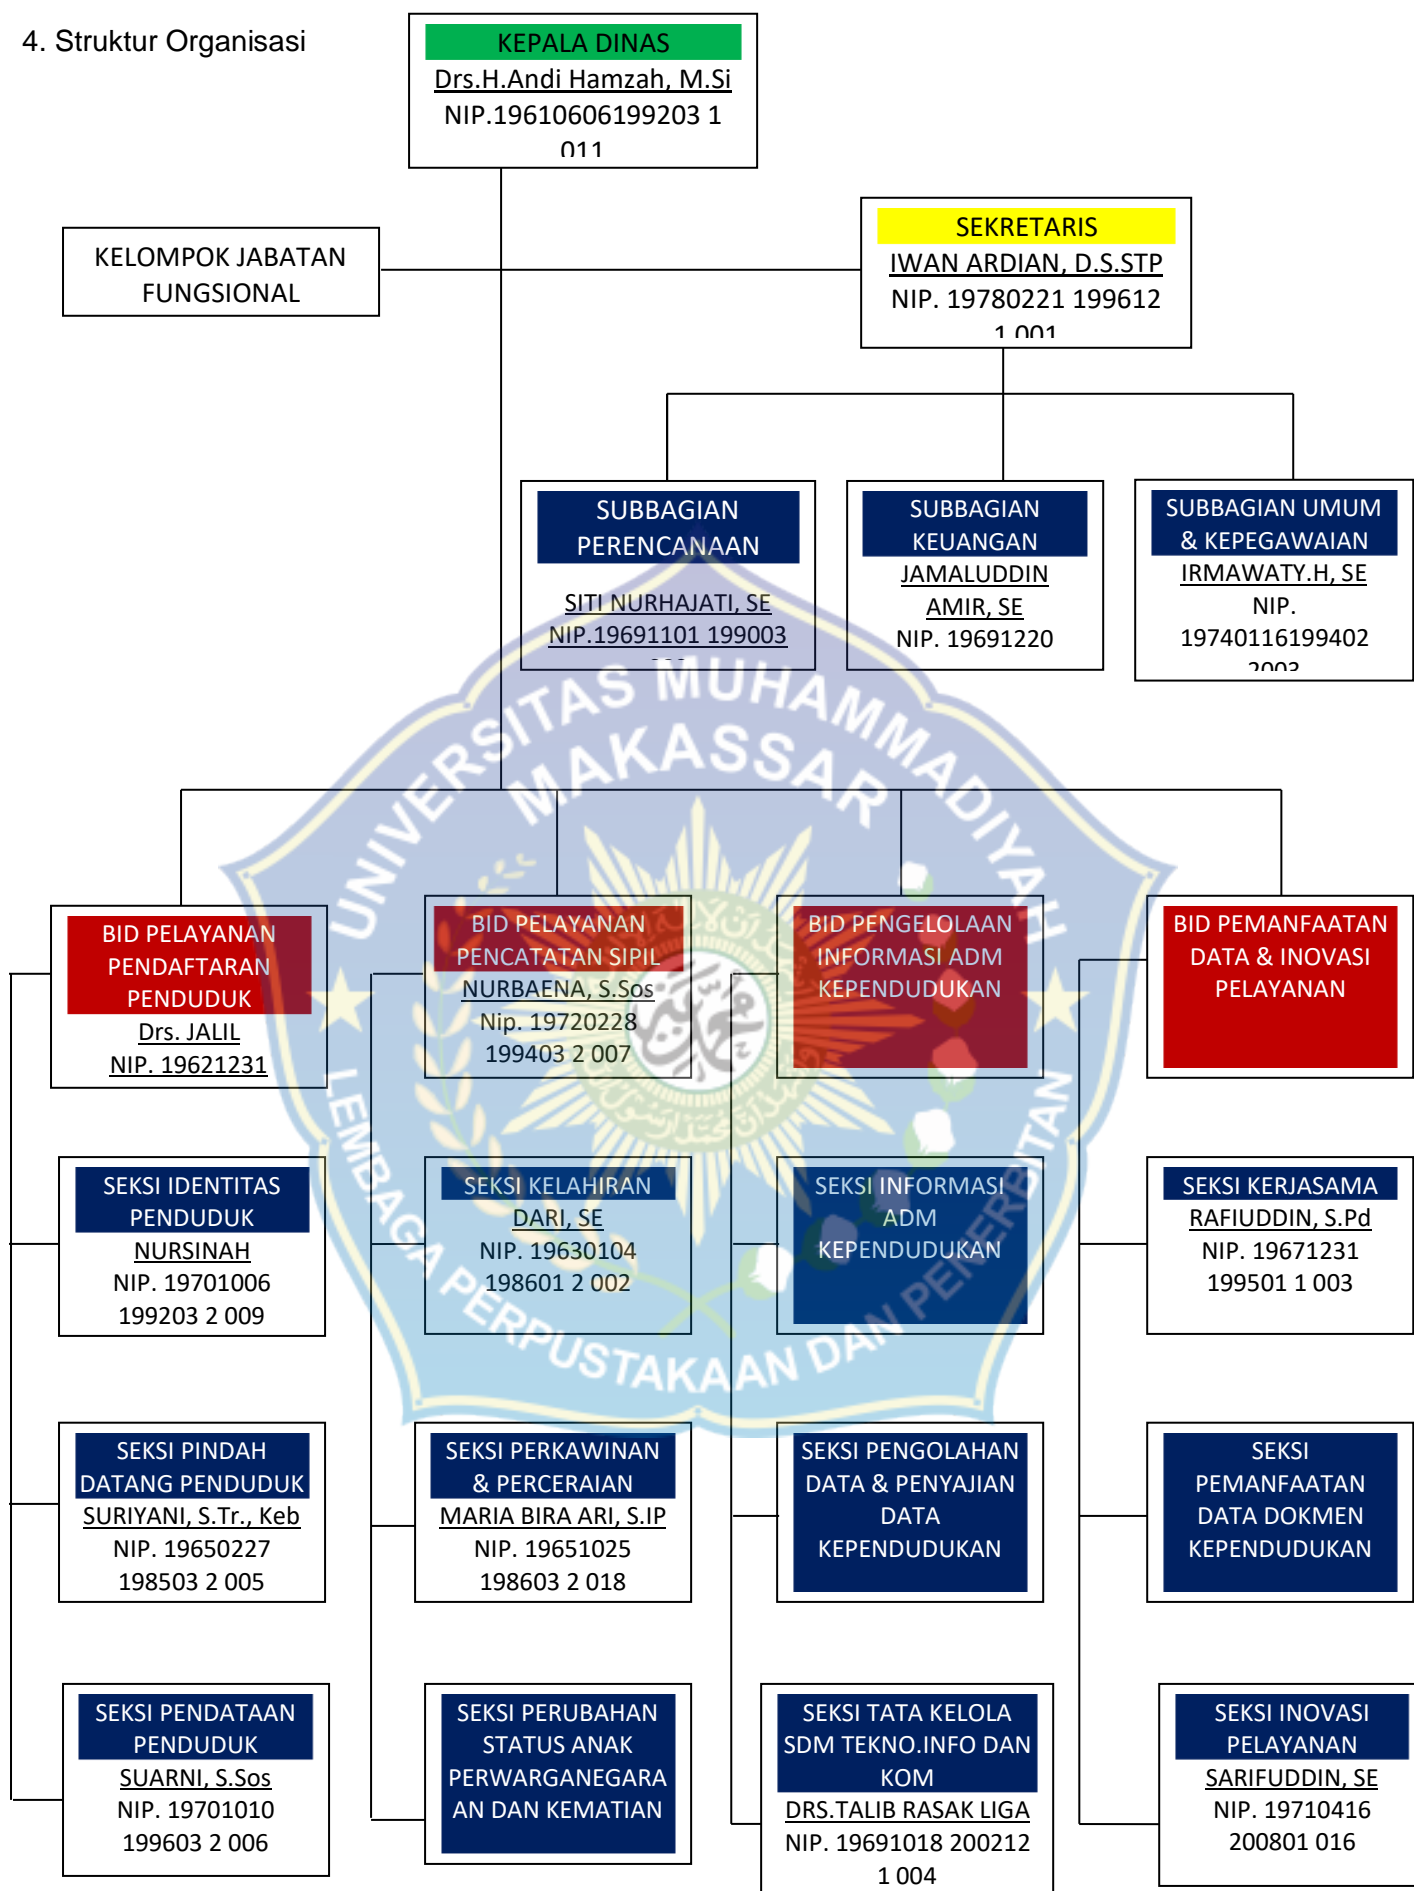 4. Struktur Organisasi
KEPALA DINAS
Drs.H.Andi Hamzah, M.Si
NIP.19610606199203 1
011
KELOMPOK JABATAN
FUNGSIONAL
SEKRETARIS
IWAN ARDIAN, D.S.STP
NIP. 19780221 199612
1 001
SUBBAGIAN
PERENCANAAN
SITI NURHAJATI, SE
NIP.19691101 199003
SUBBAGIAN
KEUANGAN
JAMALUDDIN
AMIR, SE
NIP. 19691220
SUBBAGIAN UMUM
& KEPEGAWAIAN
IRMAWATY.H, SE
NIP.
19740116199402
2003
UNIVERSITAS MUHAMMADIYAH
MAKASSAR
LEMBAGA PERPUSTAKAAN DAN PENERBITAN
BID PELAYANAN
PENDAFTARAN
PENDUDUK
Drs. JALIL
NIP. 19621231
BID PELAYANAN
PENCATATAN SIPIL
NURBAENA, S.Sos
Nip. 19720228
199403 2 007
BID PENGELOLAAN
INFORMASI ADM
KEPENDUDUKAN
BID PEMANFAATAN
DATA & INOVASI
PELAYANAN
SEKSI IDENTITAS
PENDUDUK
NURSINAH
NIP. 19701006
199203 2 009
SEKSI KELAHIRAN
DARI, SE
NIP. 19630104
198601 2 002
SEKSI INFORMASI
ADM
KEPENDUDUKAN
SEKSI KERJASAMA
RAFIUDDIN, S.Pd
NIP. 19671231
199501 1 003
SEKSI PINDAH
DATANG PENDUDUK
SURIYANI, S.Tr., Keb
NIP. 19650227
198503 2 005
SEKSI PERKAWINAN
& PERCERAIAN
MARIA BIRA ARI, S.IP
NIP. 19651025
198603 2 018
SEKSI PENGOLAHAN
DATA & PENYAJIAN
DATA
KEPENDUDUKAN
SEKSI
PEMANFAATAN
DATA DOKMEN
KEPENDUDUKAN
SEKSI PENDATAAN
PENDUDUK
SUARNI, S.Sos
NIP. 19701010
199603 2 006
SEKSI PERUBAHAN
STATUS ANAK
PERWARGANEGARA
AN DAN KEMATIAN
SEKSI TATA KELOLA
SDM TEKNO.INFO DAN
KOM
DRS.TALIB RASAK LIGA
NIP. 19691018 200212
1 004
SEKSI INOVASI
PELAYANAN
SARIFUDDIN, SE
NIP. 19710416
200801 016